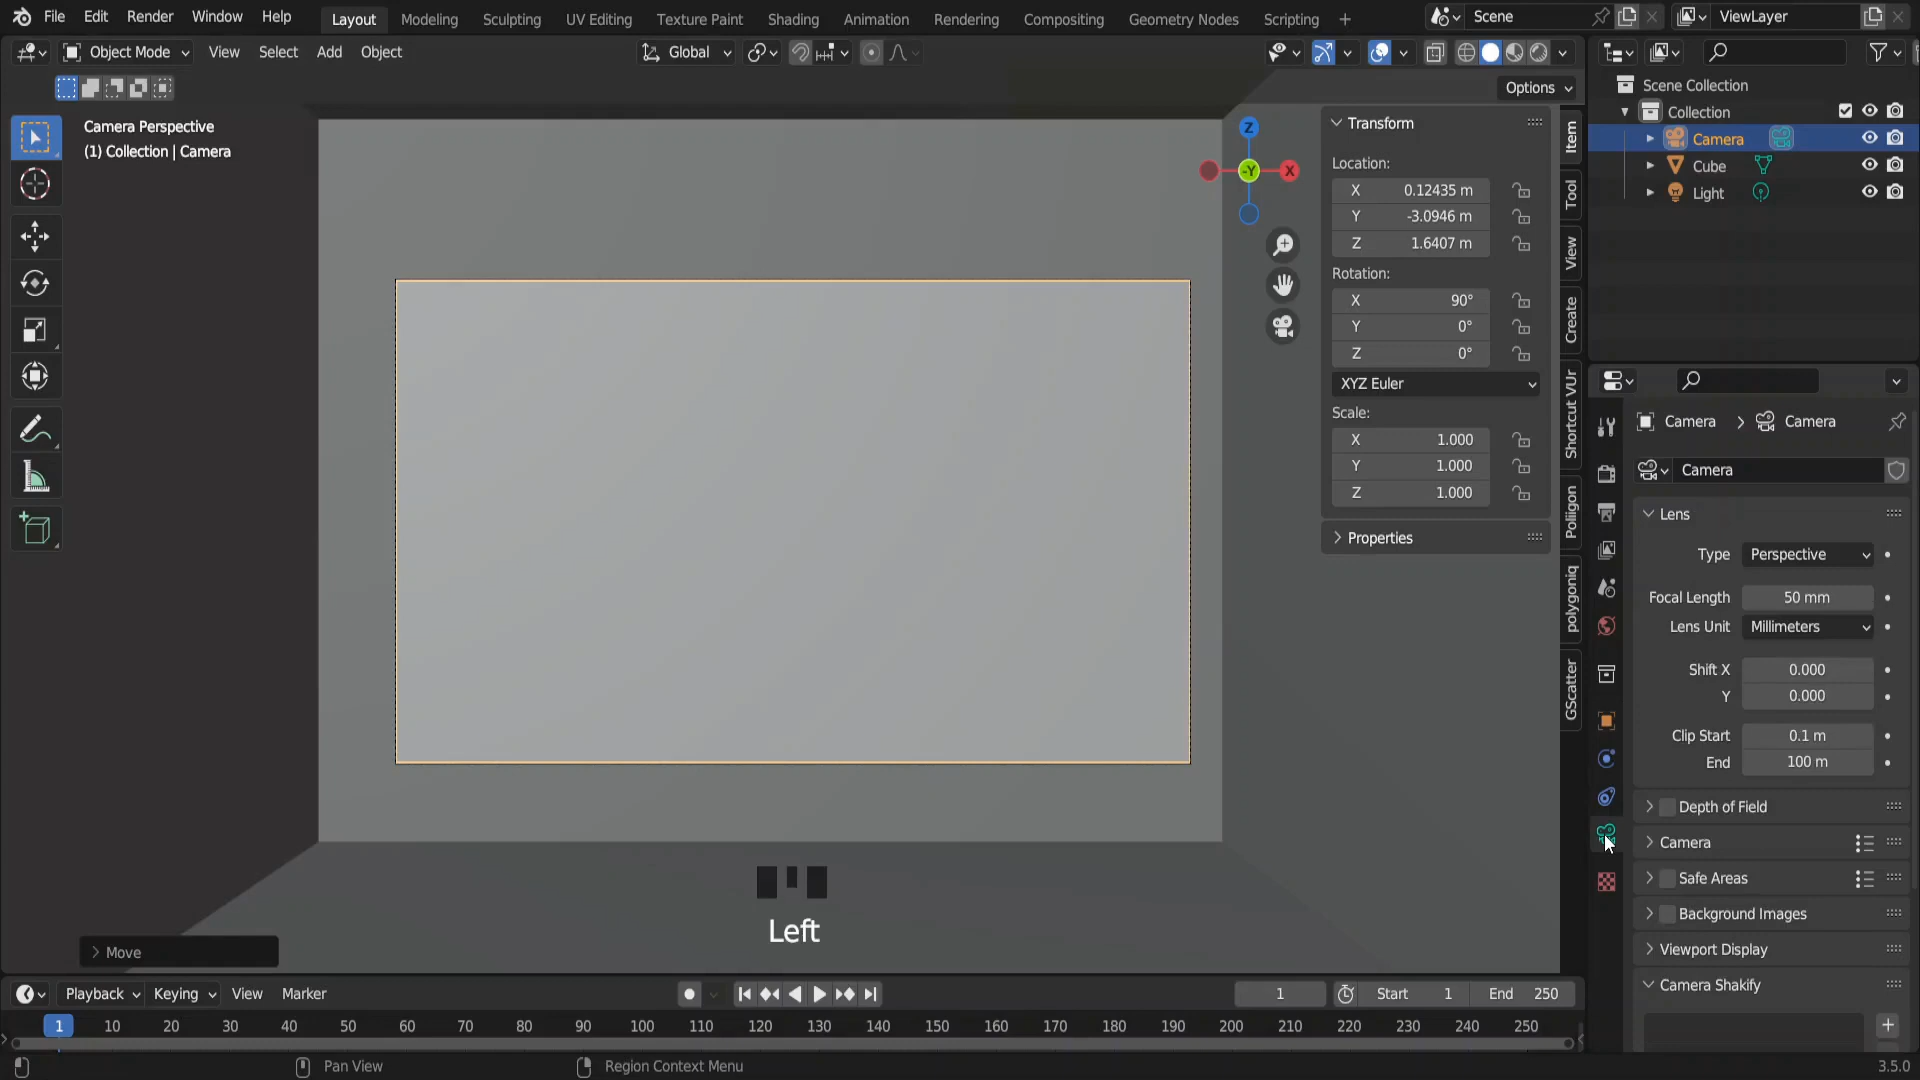 File Edit Render Window Help Layout Modeling Sculpting UV Editing Texture Paint Shading Animation Rendering Compositing Geometry Nodes Scripting + Scene ViewLayer
Object Mode View Select Add Object Global
Options
Camera Perspective
(1) Collection | Camera
Z
-Y
X
Transform
Location:
X 0.12435 m
Y -3.0946 m
Z 1.6407 m
Rotation:
X 90°
Y 0°
Z 0°
XYZ Euler
Scale:
X 1.000
Y 1.000
Z 1.000
Properties
Item
Tool
View
Create
Shortcut VUr
Poliigon
polygoniq
GScatter
Scene Collection
Collection
Camera
Cube
Light
Camera Camera
Camera
Lens
Type Perspective
Focal Length 50 mm
Lens Unit Millimeters
Shift X 0.000
Y 0.000
Clip Start 0.1 m
End 100 m
Depth of Field
Camera
Safe Areas
Background Images
Viewport Display
Camera Shakify
Left
Move
Playback Keying View Marker 1 Start 1 End 250
1 10 20 30 40 50 60 70 80 90 100 110 120 130 140 150 160 170 180 190 200 210 220 230 240 250
Pan View Region Context Menu 3.5.0